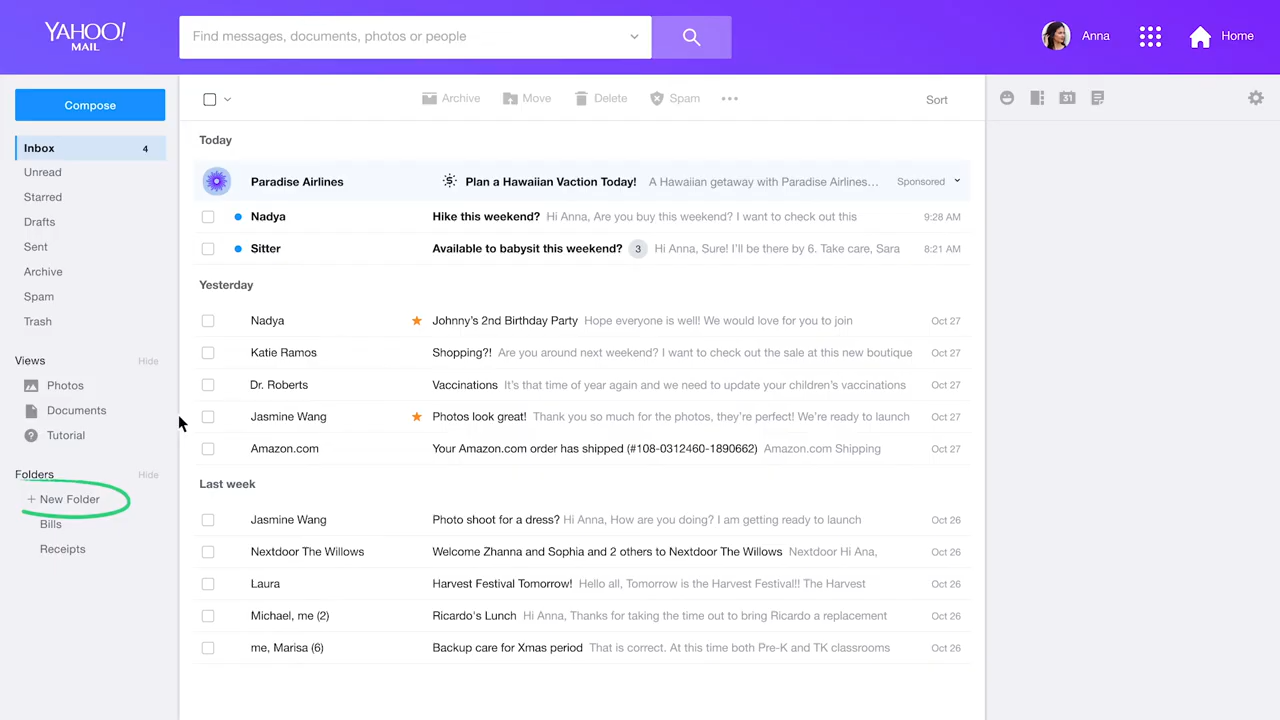 YAHOO!
MAIL
Find messages, documents, photos or people
Anna
Home
Compose
Archive
Move
Delete
Spam
Sort
31
Inbox 4
Unread
Starred
Drafts
Sent
Archive
Spam
Trash
Views Hide
Photos
Documents
? Tutorial
Folders Hide
+ New Folder
Bills
Receipts
Today
Paradise Airlines Plan a Hawaiian Vaction Today! A Hawaiian getaway with Paradise Airlines… Sponsored
Nadya Hike this weekend? Hi Anna, Are you buy this weekend? I want to check out this 9:28 AM
Sitter Available to babysit this weekend? 3 Hi Anna, Sure! I'll be there by 6. Take care, Sara 8:21 AM
Yesterday
Nadya Johnny's 2nd Birthday Party Hope everyone is well! We would love for you to join Oct 27
Katie Ramos Shopping?! Are you around next weekend? I want to check out the sale at this new boutique Oct 27
Dr. Roberts Vaccinations It's that time of year again and we need to update your children's vaccinations Oct 27
Jasmine Wang Photos look great! Thank you so much for the photos, they're perfect! We're ready to launch Oct 27
Amazon.com Your Amazon.com order has shipped (#108-0312460-1890662) Amazon.com Shipping Oct 27
Last week
Jasmine Wang Photo shoot for a dress? Hi Anna, How are you doing? I am getting ready to launch Oct 26
Nextdoor The Willows Welcome Zhanna and Sophia and 2 others to Nextdoor The Willows Nextdoor Hi Ana, Oct 26
Laura Harvest Festival Tomorrow! Hello all, Tomorrow is the Harvest Festival!! The Harvest Oct 26
Michael, me (2) Ricardo's Lunch Hi Anna, Thanks for taking the time out to bring Ricardo a replacement Oct 26
me, Marisa (6) Backup care for Xmas period That is correct. At this time both Pre-K and TK classrooms Oct 26